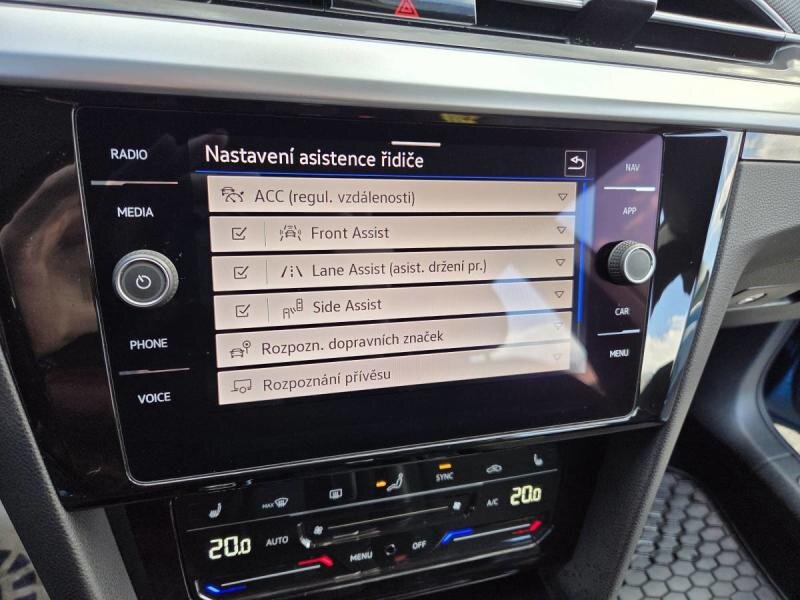 RADIO
MEDIA
PHONE
VOICE
Nastavení asistence řidiče
ACC (regul. vzdálenosti)
Front Assist
Lane Assist (asist. držení pr.)
Side Assist
Rozpozn. dopravních značek
Rozpoznání přívěsu
NAV
APP
CAR
MENU
MAX
SYNC
A/C
20.0
20.0
AUTO
MENU
OFF